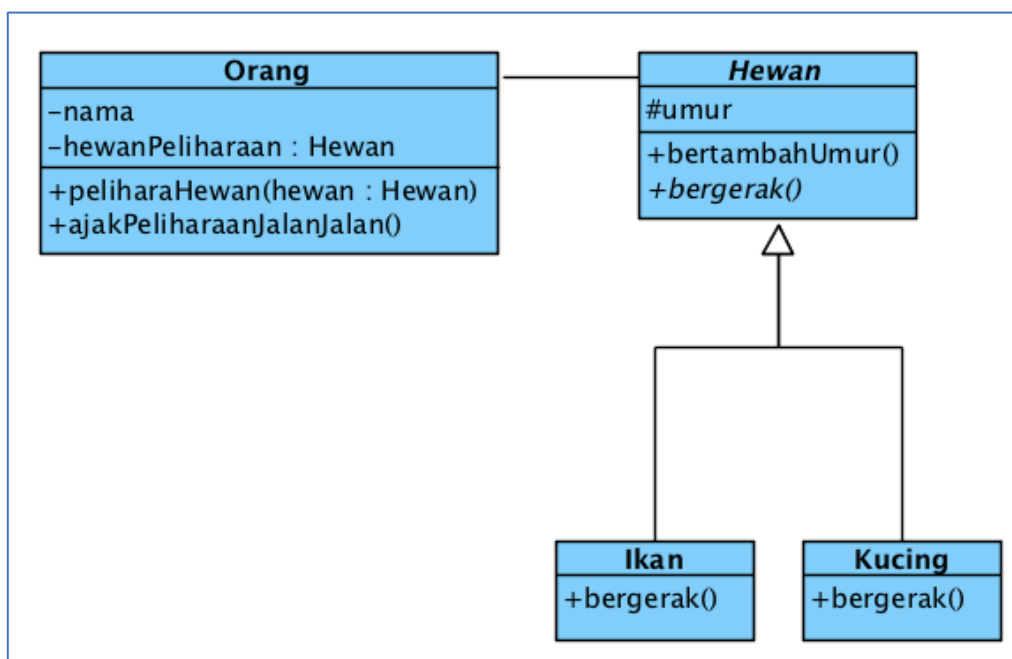 Orang
-nama
-hewanPeliharaan : Hewan
+peliharaHewan(hewan : Hewan)
+ajakPeliharaanJalanJalan()
Hewan
#umur
+bertambahUmur()
+bergerak()
Ikan
+bergerak()
Kucing
+bergerak()